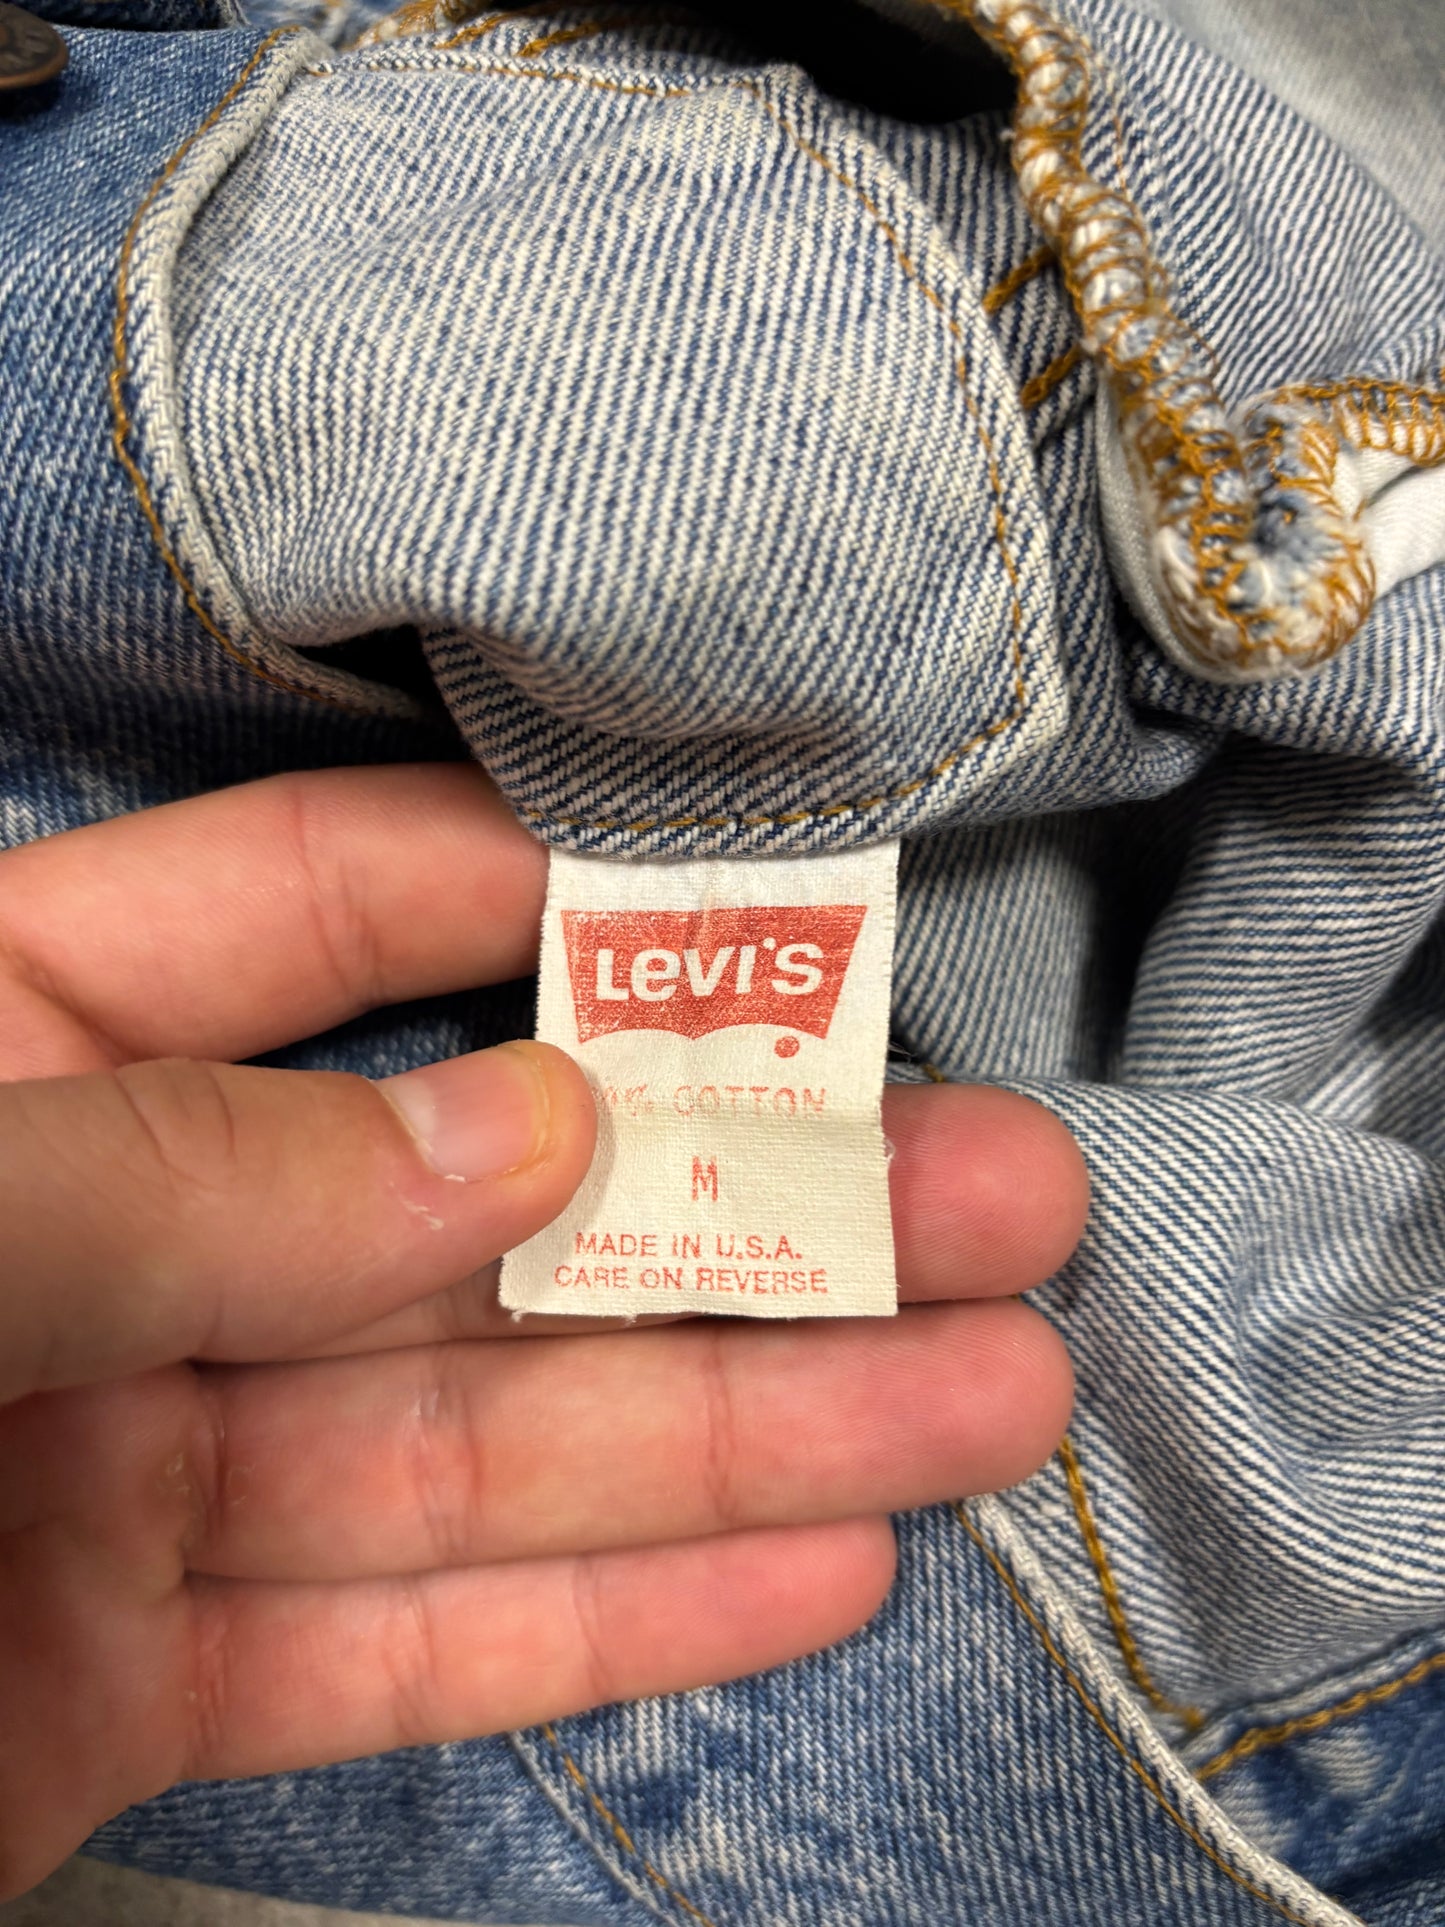 Levi's
COTTON
M
MADE IN U.S.A.
CARE ON REVERSE